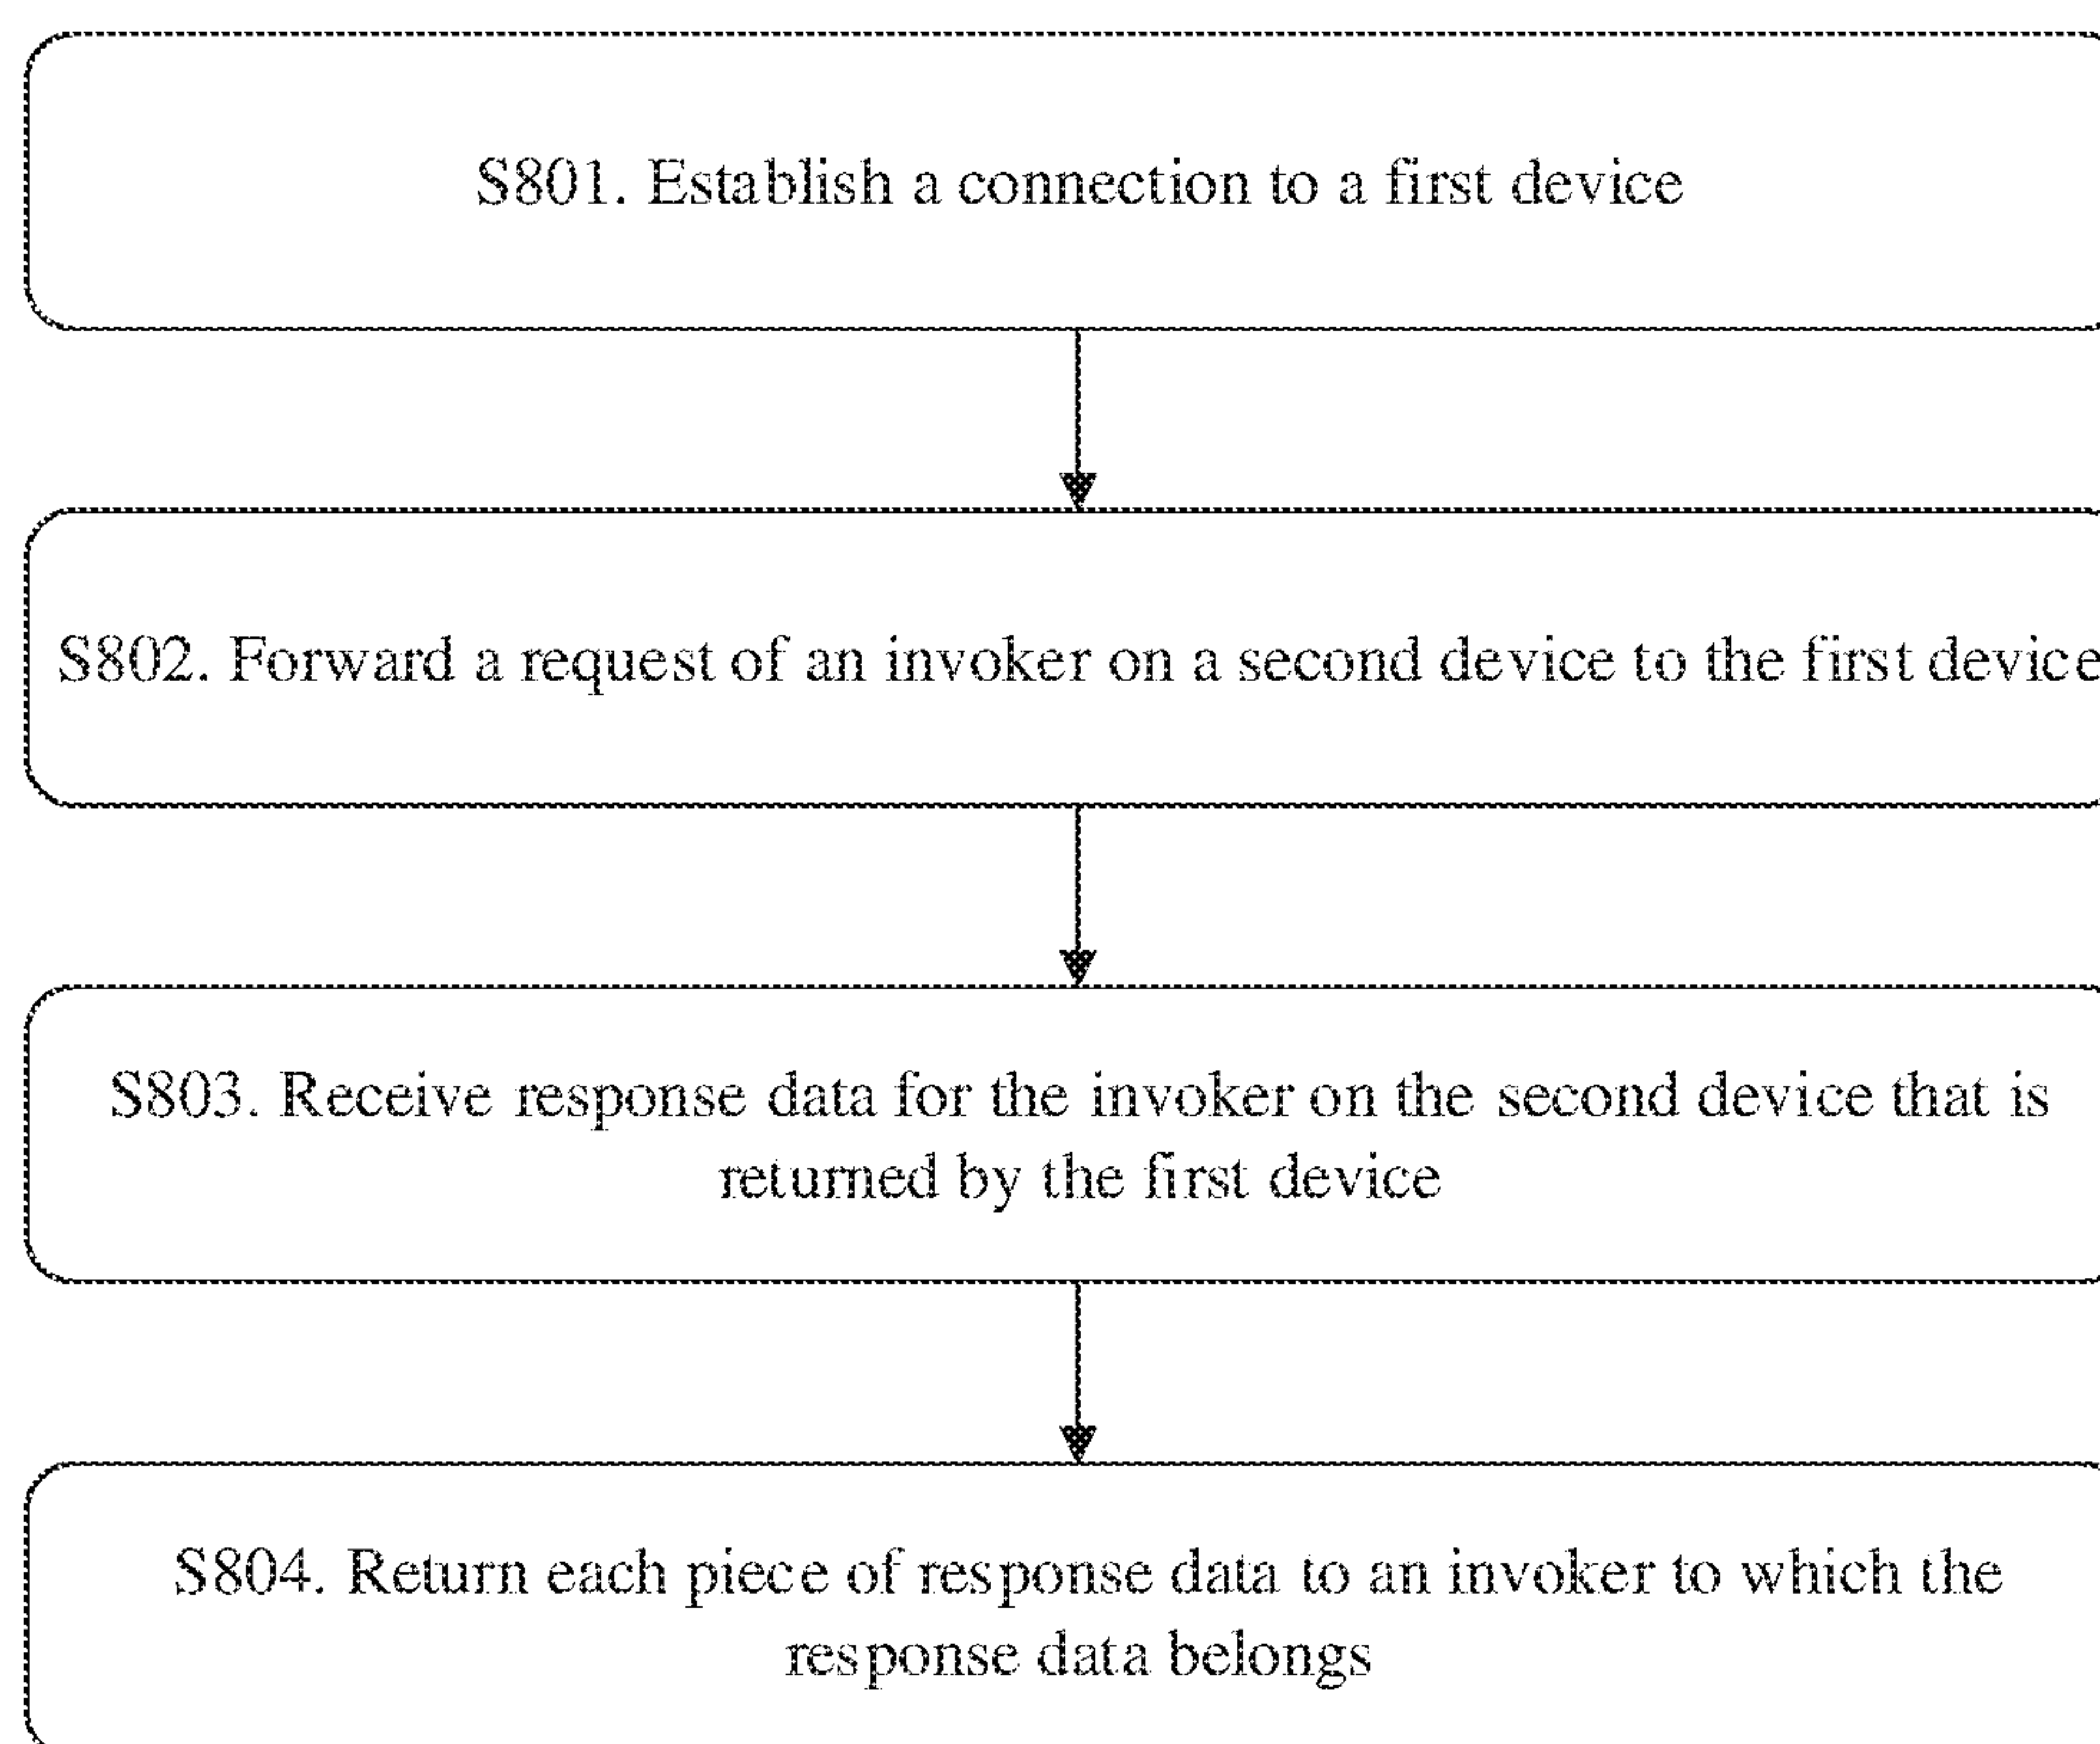 S801. Establish a connection to a first device
S802. Forward a request of an invoker on a second device to the first device
S803. Receive response data for the invoker on the second device that is
returned by the first device
S804. Return each piece of response data to an invoker to which the
response data belongs